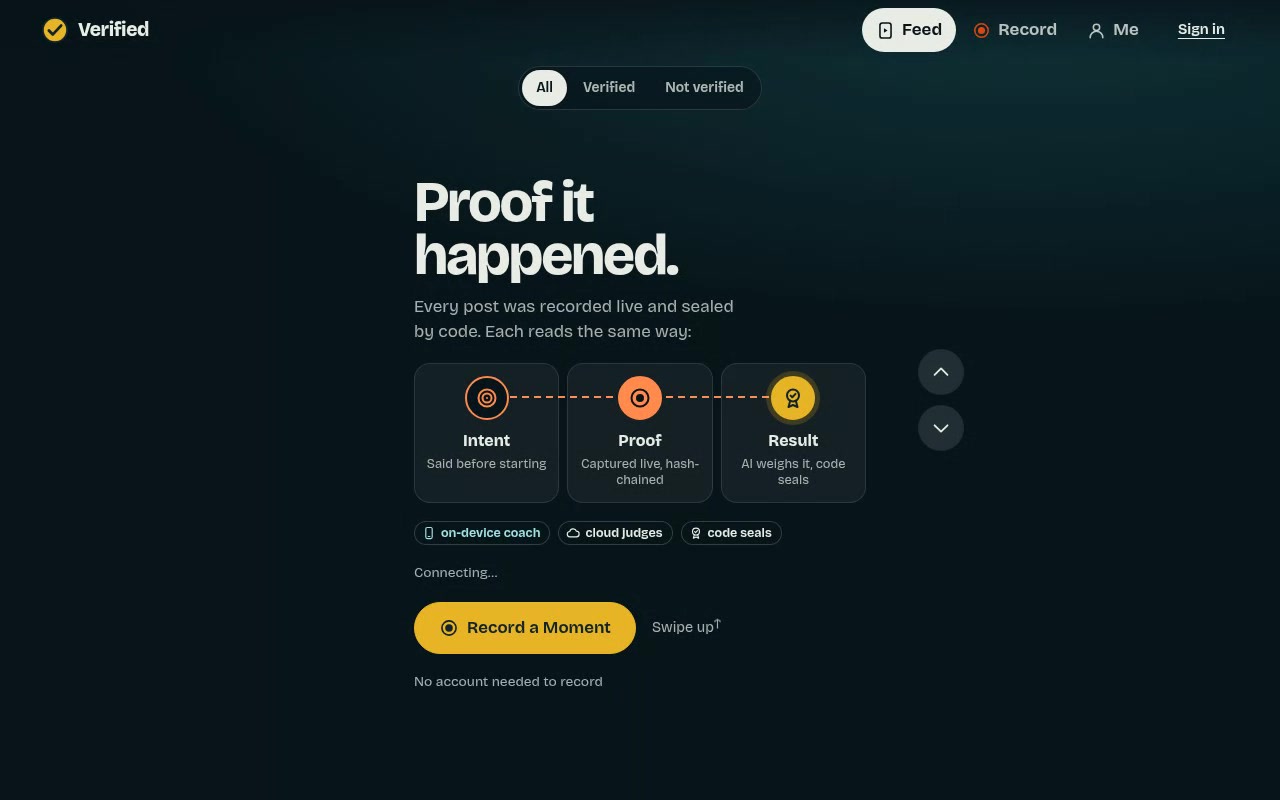 Verified
Feed
Record
Me
Sign in
All
Verified
Not verified
Proof it
happened.
Every post was recorded live and sealed
by code. Each reads the same way:
Intent
Said before starting
Proof
Captured live, hash-
chained
Result
AI weighs it, code
seals
on-device coach
cloud judges
code seals
Connecting...
Record a Moment
Swipe up↑
No account needed to record